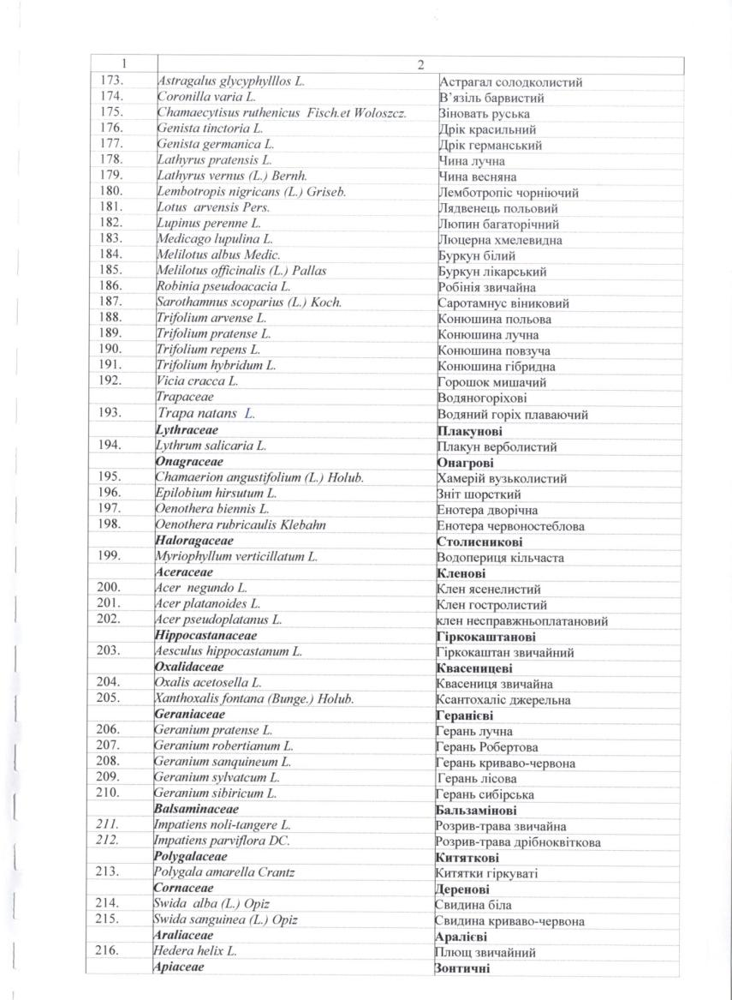 1 2
173. Astragalus glycyphylllos L. Астрагал солодколистий
174. Coronilla varia L. В’язіль барвистий
175. Chamaecytisus ruthenicus Fisch.et Woloszcz. Зіновать руська
176. Genista tinctoria L. Дрік красильний
177. Genista germanica L. Дрік германський
178. Lathyrus pratensis L. Чина лучна
179. Lathyrus vernus (L.) Bernh. Чина весняна
180. Lembotropis nigricans (L.) Griseb. Лемботропіс чорніючий
181. Lotus arvensis Pers. Лядвенець польовий
182. Lupinus perenne L. Люпин багаторічний
183. Medicago lupulina L. Люцерна хмелевидна
184. Melilotus albus Medic. Буркун білий
185. Melilotus officinalis (L.) Pallas Буркун лікарський
186. Robinia pseudoacacia L. Робінія звичайна
187. Sarothamnus scoparius (L.) Koch. Саротамнус віниковий
188. Trifolium arvense L. Конюшина польова
189. Trifolium pratense L. Конюшина лучна
190. Trifolium repens L. Конюшина повзуча
191. Trifolium hybridum L. Конюшина гібридна
192. Vicia cracca L. Горошок мишачий
Trapaceae Водяногоріхові
193. Trapa natans L. Водяний горіх плаваючий
Lythraceae Плакунові
194. Lythrum salicaria L. Плакун верболистий
Onagraceae Онагрові
195. Chamaerion angustifolium (L.) Holub. Хамерій вузьколистий
196. Epilobium hirsutum L. Зніт шорсткий
197. Oenothera biennis L. Енотера дворічна
198. Oenothera rubricaulis Klebahn Енотера червоностеблова
Haloragaceae Столисникові
199. Myriophyllum verticillatum L. Водопериця кільчаста
Aceraceae Кленові
200. Acer negundo L. Клен ясенелистий
201. Acer platanoides L. Клен гостролистий
202. Acer pseudoplatanus L. клен несправжньоплатановий
Hippocastanaceae Гіркокаштанові
203. Aesculus hippocastanum L. Гіркокаштан звичайний
Oxalidaceae Квасеницеві
204. Oxalis acetosella L. Квасениця звичайна
205. Xanthoxalis fontana (Bunge.) Holub. Ксантохаліс джерельна
Geraniaceae Геранієві
206. Geranium pratense L. Герань лучна
207. Geranium robertianum L. Герань Робертова
208. Geranium sanquineum L. Герань криваво-червона
209. Geranium sylvatcum L. Герань лісова
210. Geranium sibiricum L. Герань сибірська
Balsaminaceae Бальзамінові
211. Impatiens noli-tangere L. Розрив-трава звичайна
212. Impatiens parviflora DC. Розрив-трава дрібноквіткова
Polygalaceae Китяткові
213. Polygala amarella Crantz Китятки гіркуваті
Cornaceae Деренові
214. Swida alba (L.) Opiz Свидина біла
215. Swida sanguinea (L.) Opiz Свидина криваво-червона
Araliaceae Аралієві
216. Hedera helix L. Плющ звичайний
Apiaceae Зонтичні